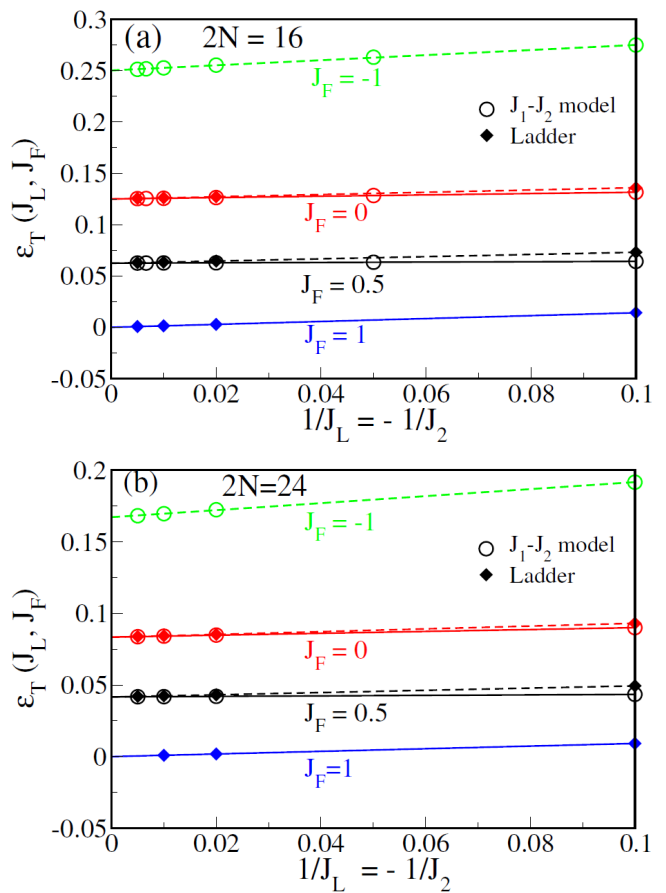 (a)
2N = 16
0.3
0.25
0.2
0.15
0.1
0.05
0
-0.05
ε_T (J_L, J_F)
J_F = -1
J_1-J_2 model
Ladder
J_F = 0
J_F = 0.5
J_F = 1
0 0.02 0.04 0.06 0.08 0.1
1/J_L = - 1/J_2
(b)
2N=24
0.2
0.15
0.1
0.05
0
-0.05
ε_T (J_L, J_F)
J_F = -1
J_1-J_2 model
Ladder
J_F = 0
J_F = 0.5
J_F=1
0 0.02 0.04 0.06 0.08 0.1
1/J_L = - 1/J_2